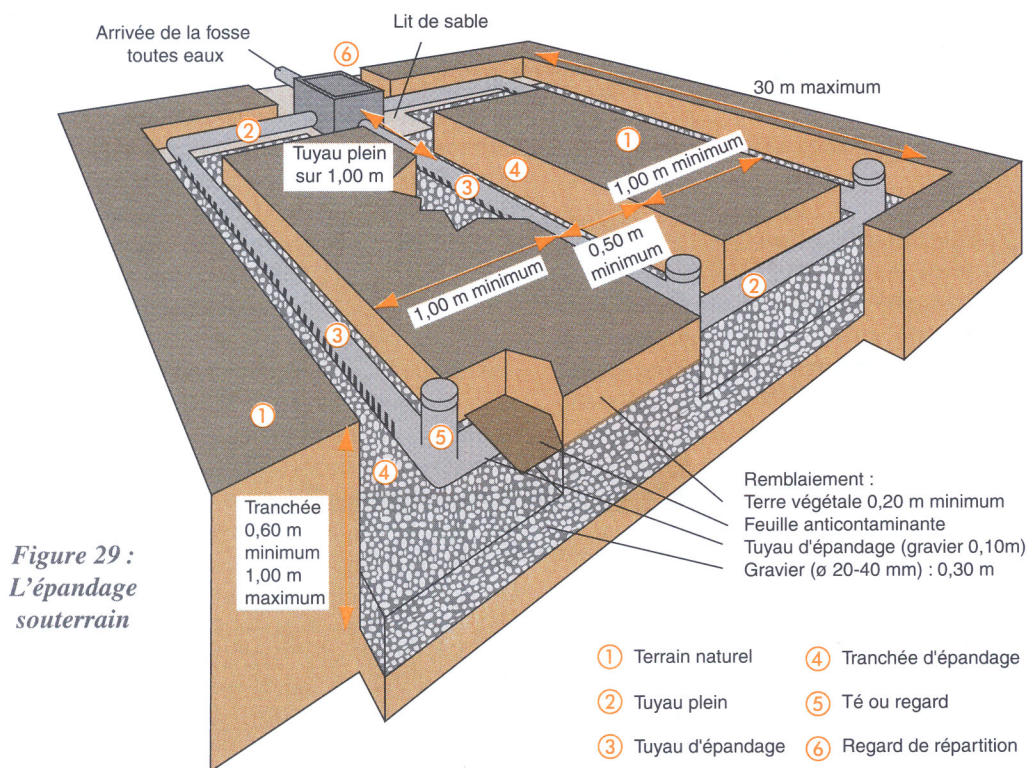 Arrivée de la fosse
toutes eaux
⑥
Lit de sable
30 m maximum
②
Tuyau plein
sur 1,00 m
①
④
③
1,00 m minimum
0,50 m
minimum
1,00 m minimum
②
③
①
⑤
④
Tranchée
0,60 m
minimum
1,00 m
maximum
Remblaiement :
Terre végétale 0,20 m minimum
Feuille anticontaminante
Tuyau d'épandage (gravier 0,10m)
Gravier (ø 20-40 mm) : 0,30 m
Figure 29 :
L'épandage
souterrain
① Terrain naturel
② Tuyau plein
③ Tuyau d'épandage
④ Tranchée d'épandage
⑤ Té ou regard
⑥ Regard de répartition